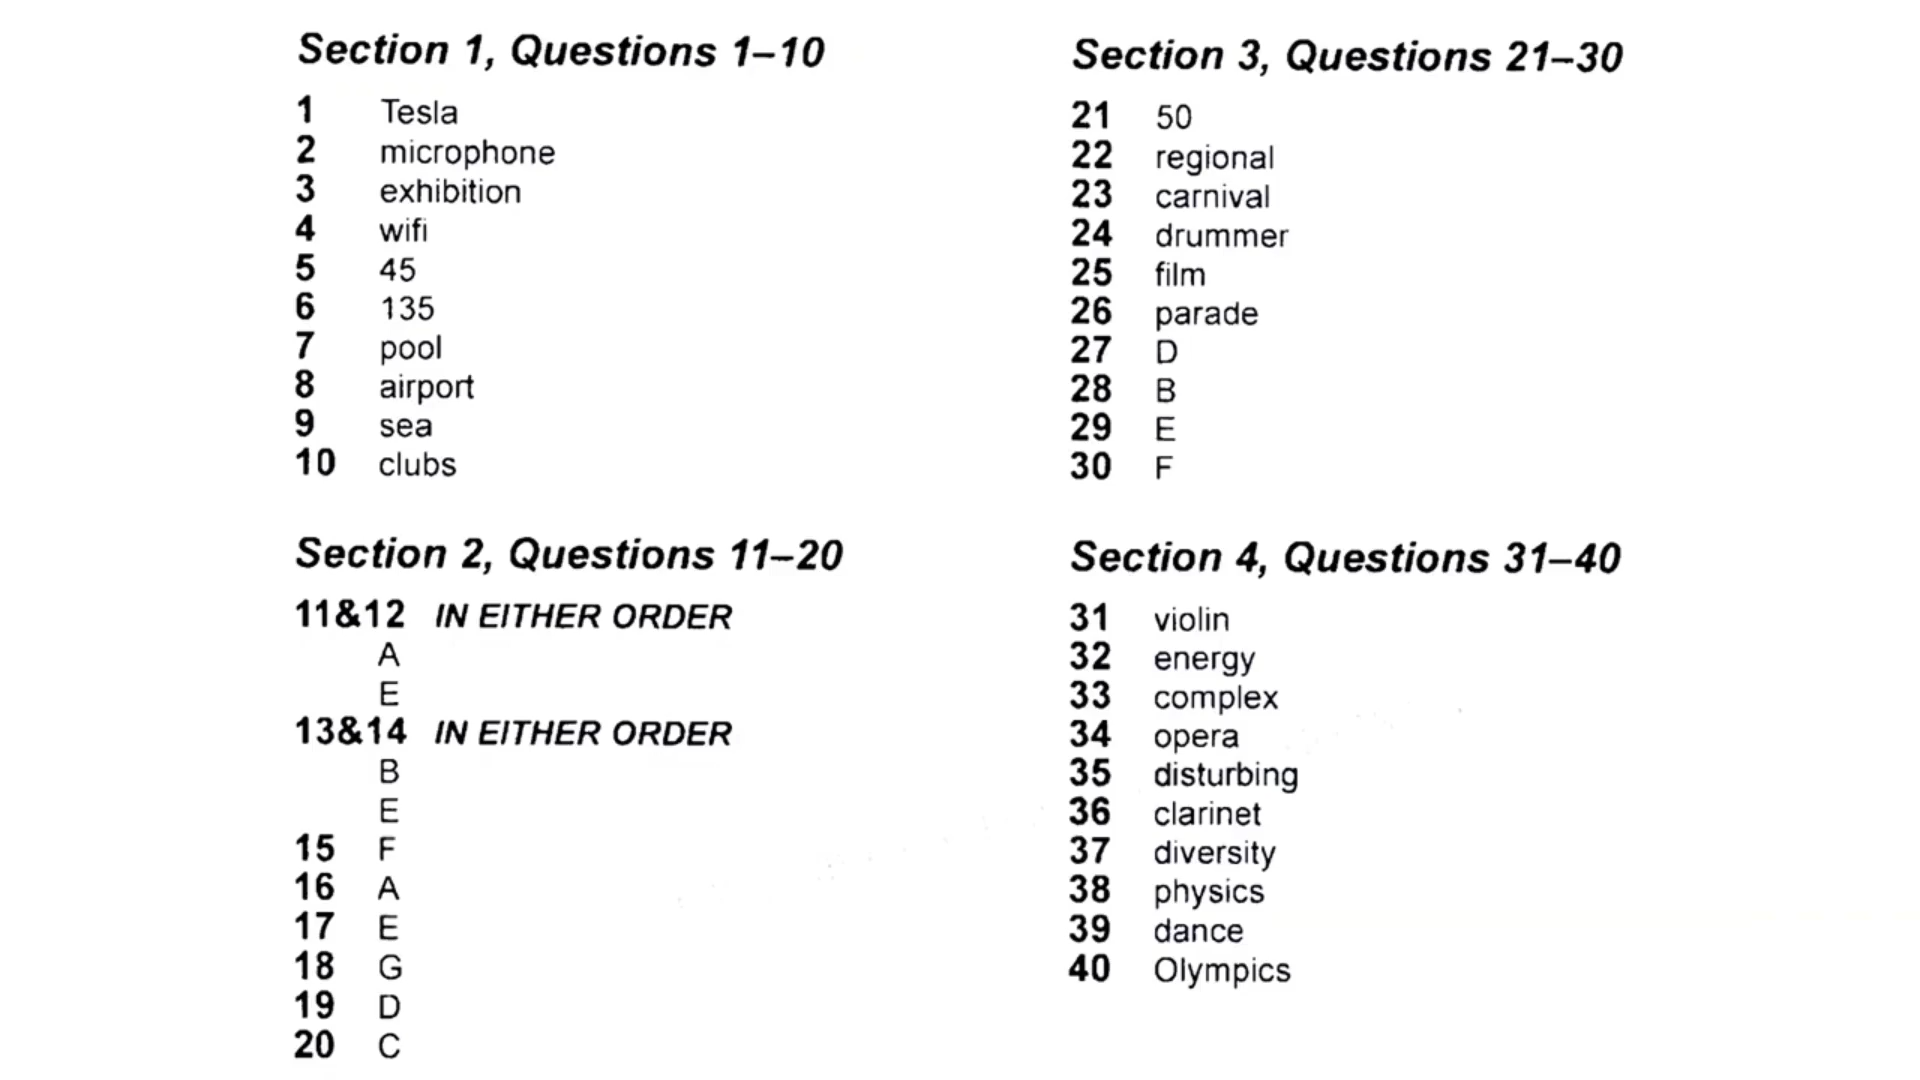 Section 1, Questions 1–10
1 Tesla
2 microphone
3 exhibition
4 wifi
5 45
6 135
7 pool
8 airport
9 sea
10 clubs
Section 2, Questions 11–20
11&12 IN EITHER ORDER
A
E
13&14 IN EITHER ORDER
B
E
15 F
16 A
17 E
18 G
19 D
20 C
Section 3, Questions 21–30
21 50
22 regional
23 carnival
24 drummer
25 film
26 parade
27 D
28 B
29 E
30 F
Section 4, Questions 31–40
31 violin
32 energy
33 complex
34 opera
35 disturbing
36 clarinet
37 diversity
38 physics
39 dance
40 Olympics